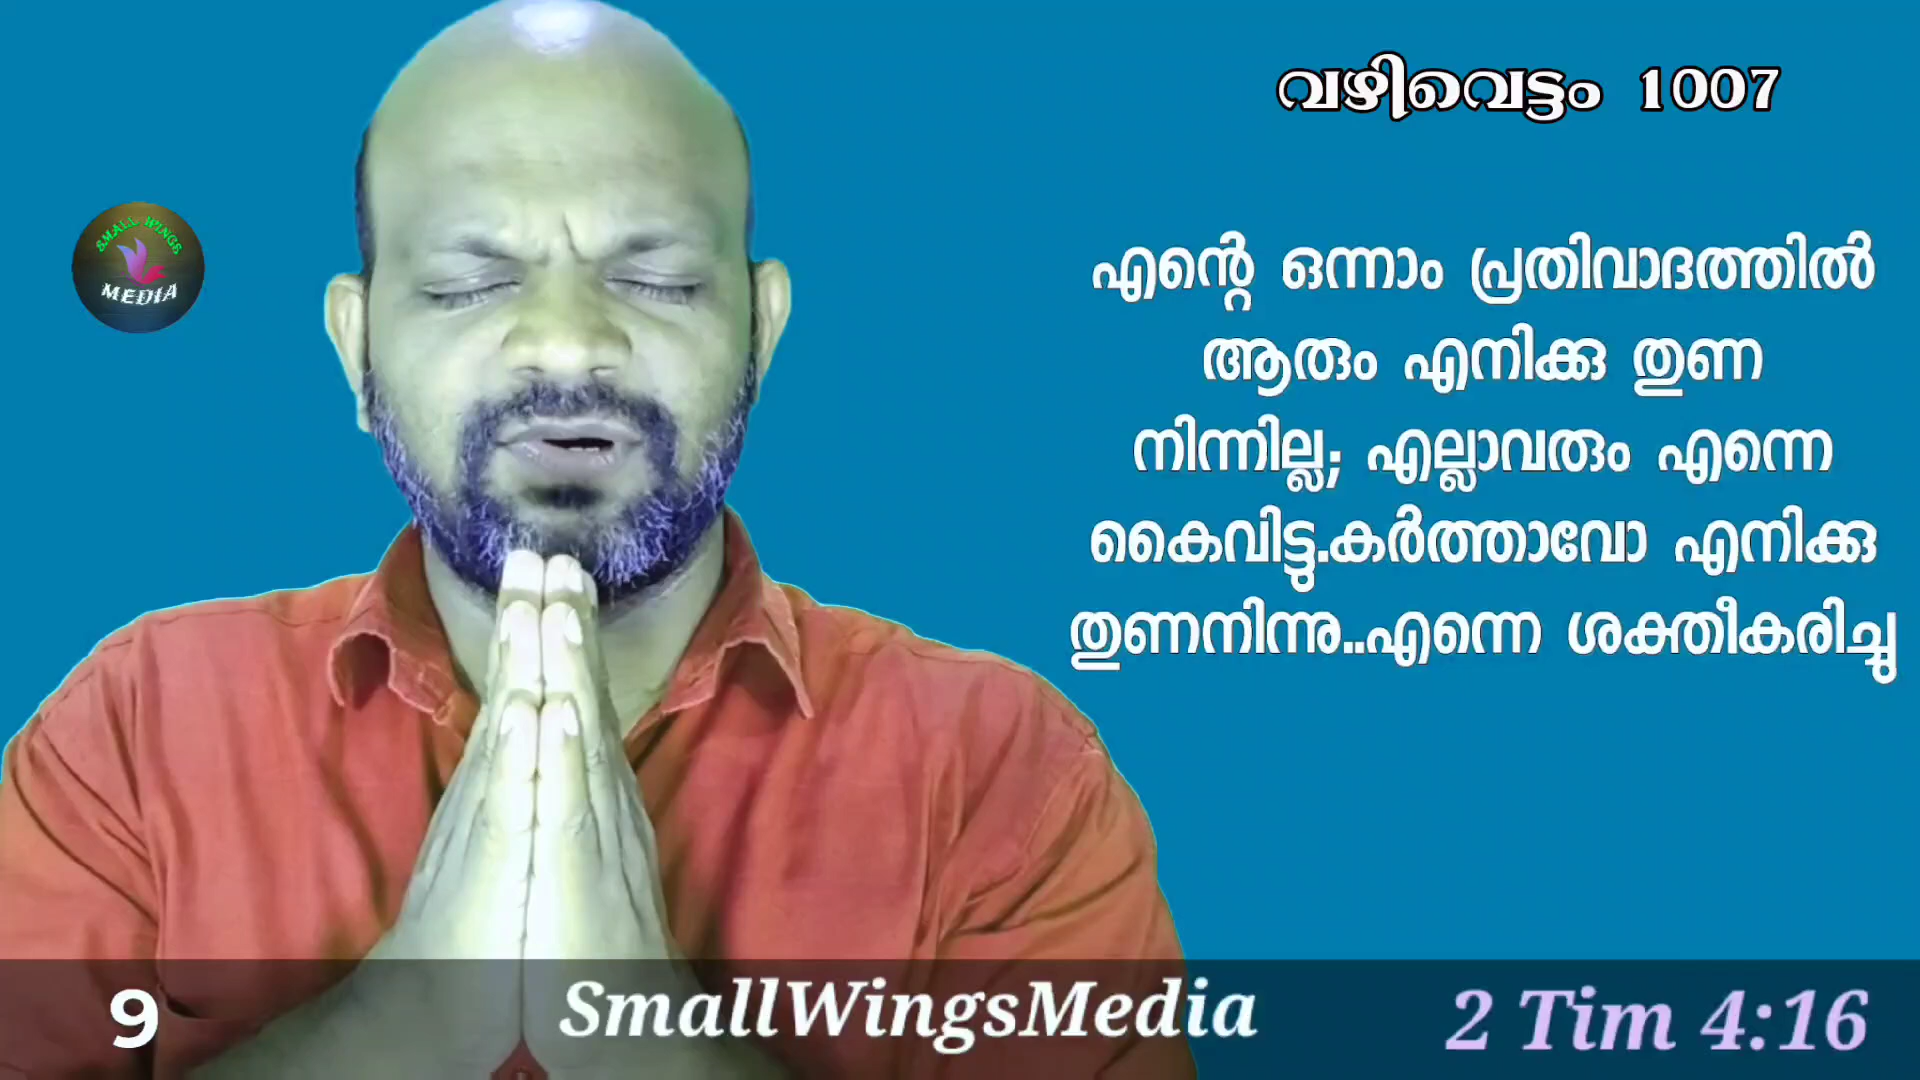 വഴിവെട്ടം 1007
SMALL WINGS
MEDIA
എന്റെ ഒന്നാം പ്രതിവാദത്തിൽ
ആരും എനിക്കു തുണ
നിന്നില്ല; എല്ലാവരും എന്നെ
കൈവിട്ടു.കർത്താവോ എനിക്കു
തുണനിന്നു..എന്നെ ശക്തീകരിച്ചു
9
SmallWingsMedia
2 Tim 4:16